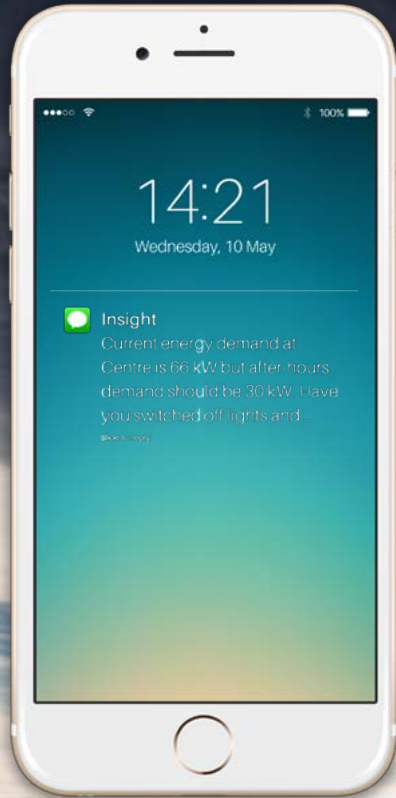 100%
14:21
Wednesday, 10 May
Insight
Current energy demand at
Centre is 66 kW but after-hours
demand should be 30 kW. Have
you switched off lights and...